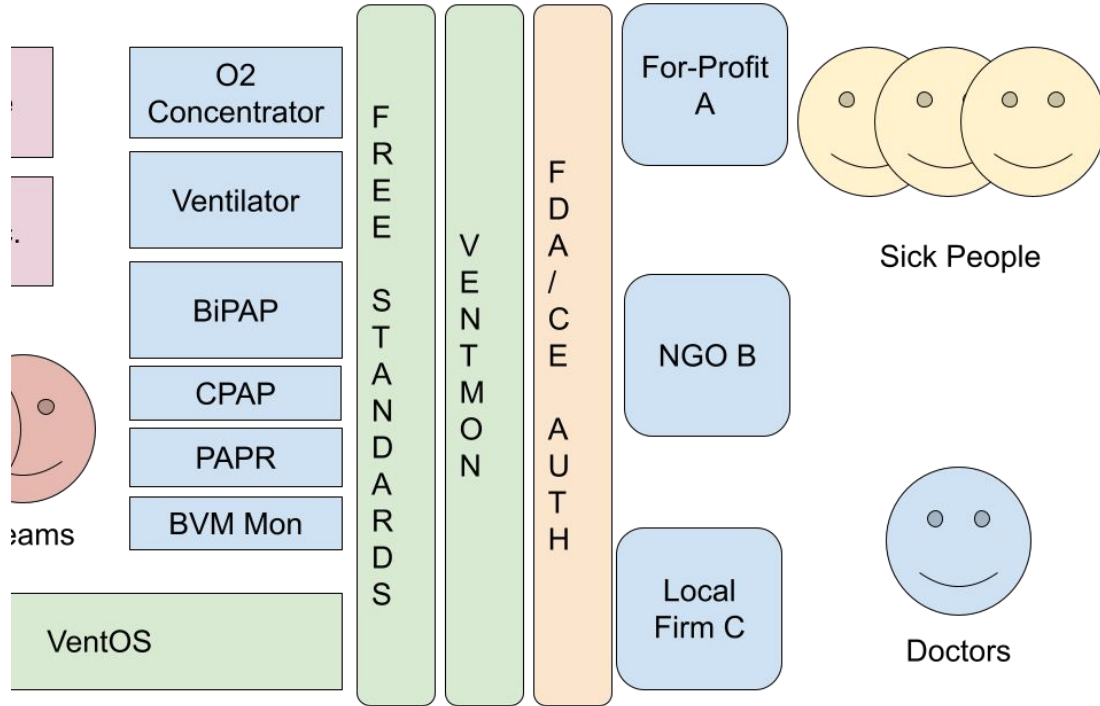 O2
Concentrator
Ventilator
BiPAP
CPAP
PAPR
BVM Mon
eams
VentOS
FREE STANDARDS
VENTMON
FDA/CE AUTH
For-Profit
A
NGO B
Local
Firm C
Sick People
Doctors